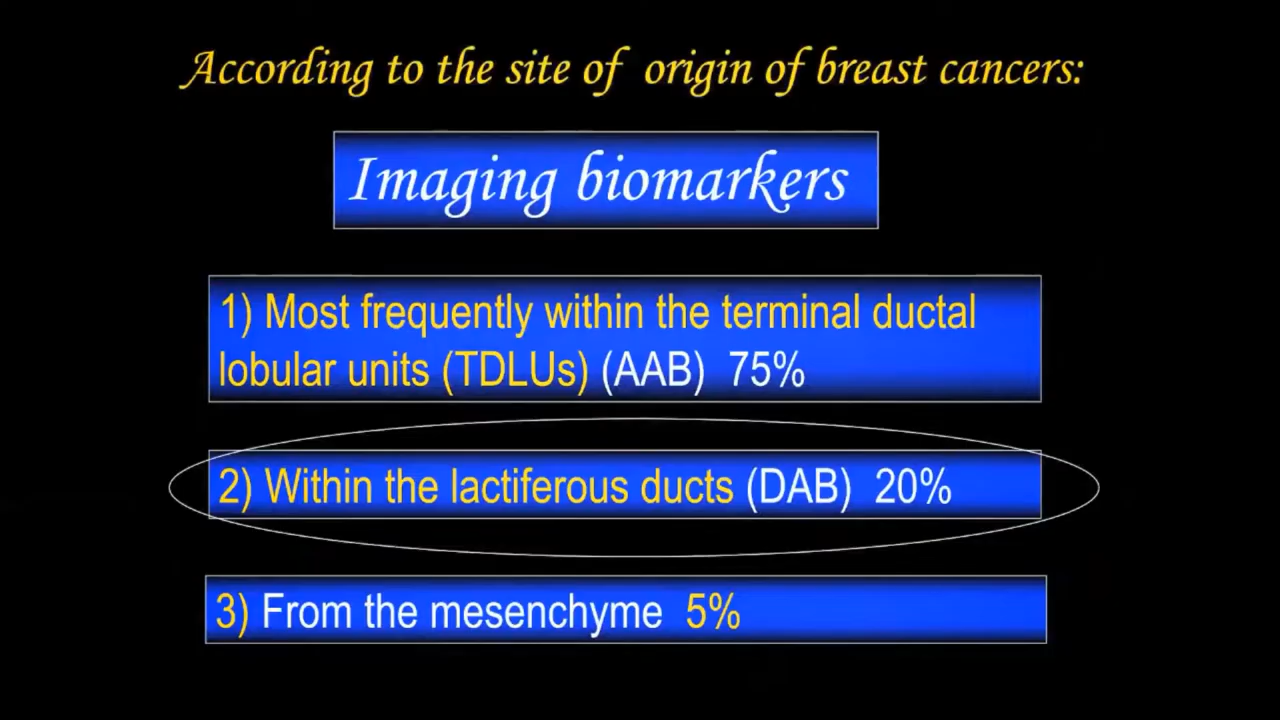 According to the site of origin of breast cancers:
Imaging biomarkers
1) Most frequently within the terminal ductal
lobular units (TDLUs) (AAB) 75%
2) Within the lactiferous ducts (DAB) 20%
3) From the mesenchyme 5%